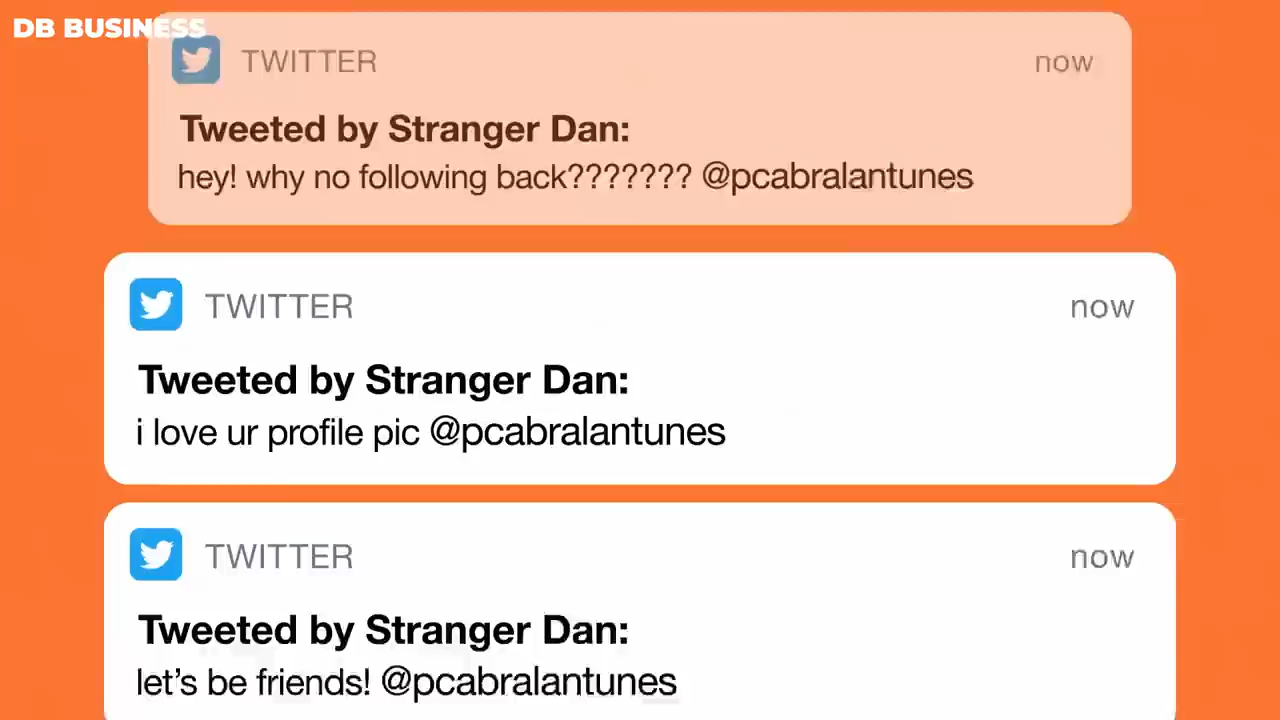 DB BUSINESS
TWITTER now
Tweeted by Stranger Dan:
hey! why no following back??????? @pcabralantunes
TWITTER now
Tweeted by Stranger Dan:
i love ur profile pic @pcabralantunes
TWITTER now
Tweeted by Stranger Dan:
let's be friends! @pcabralantunes